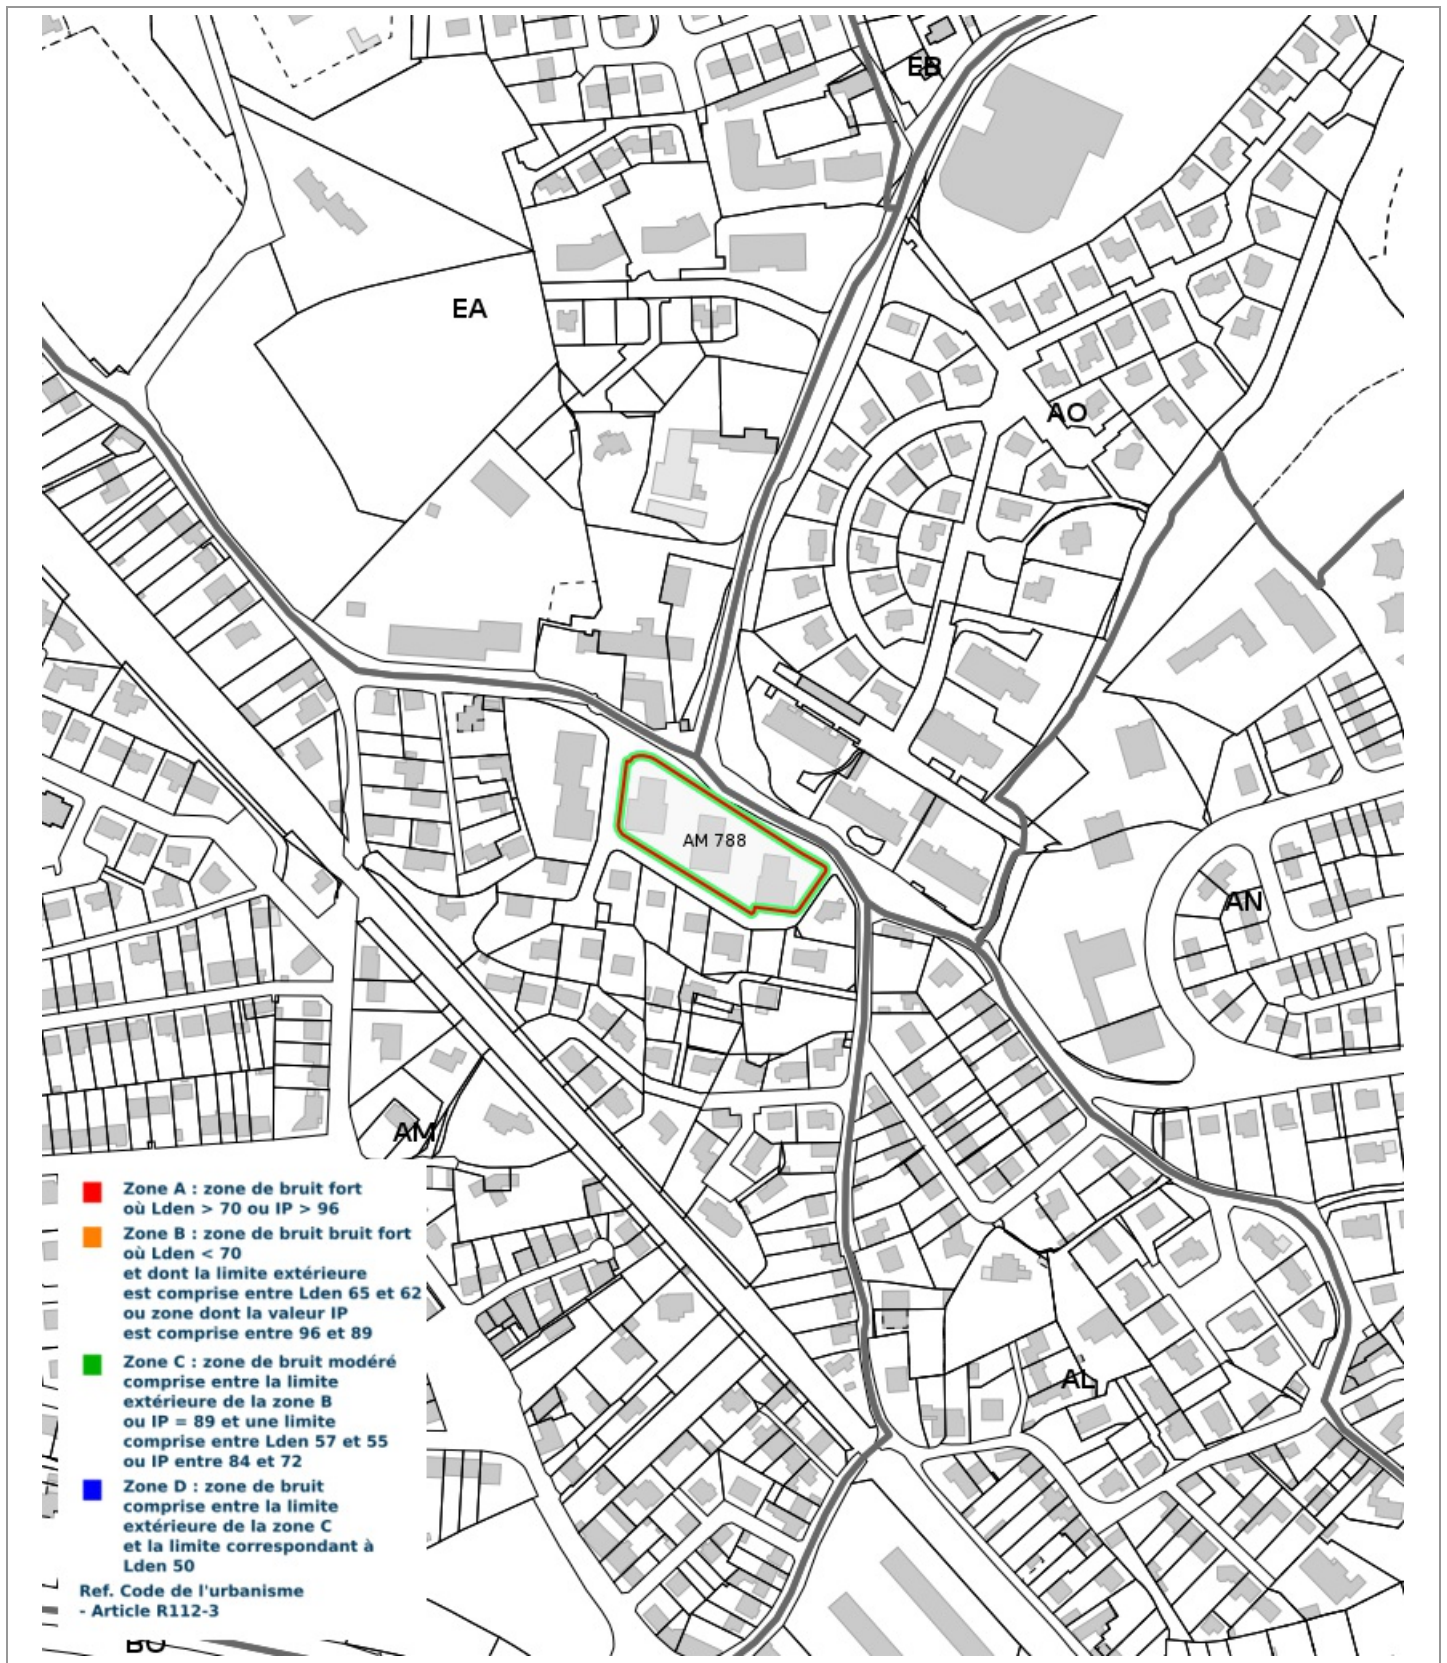 EB
EA
AO
AM 788
AN
AM
AL
Zone A : zone de bruit fort
où Lden > 70 ou IP > 96
Zone B : zone de bruit bruit fort
où Lden < 70
et dont la limite extérieure
est comprise entre Lden 65 et 62
ou zone dont la valeur IP
est comprise entre 96 et 89
Zone C : zone de bruit modéré
comprise entre la limite
extérieure de la zone B
ou IP = 89 et une limite
comprise entre Lden 57 et 55
ou IP entre 84 et 72
Zone D : zone de bruit
comprise entre la limite
extérieure de la zone C
et la limite correspondant à
Lden 50
Ref. Code de l'urbanisme
- Article R112-3